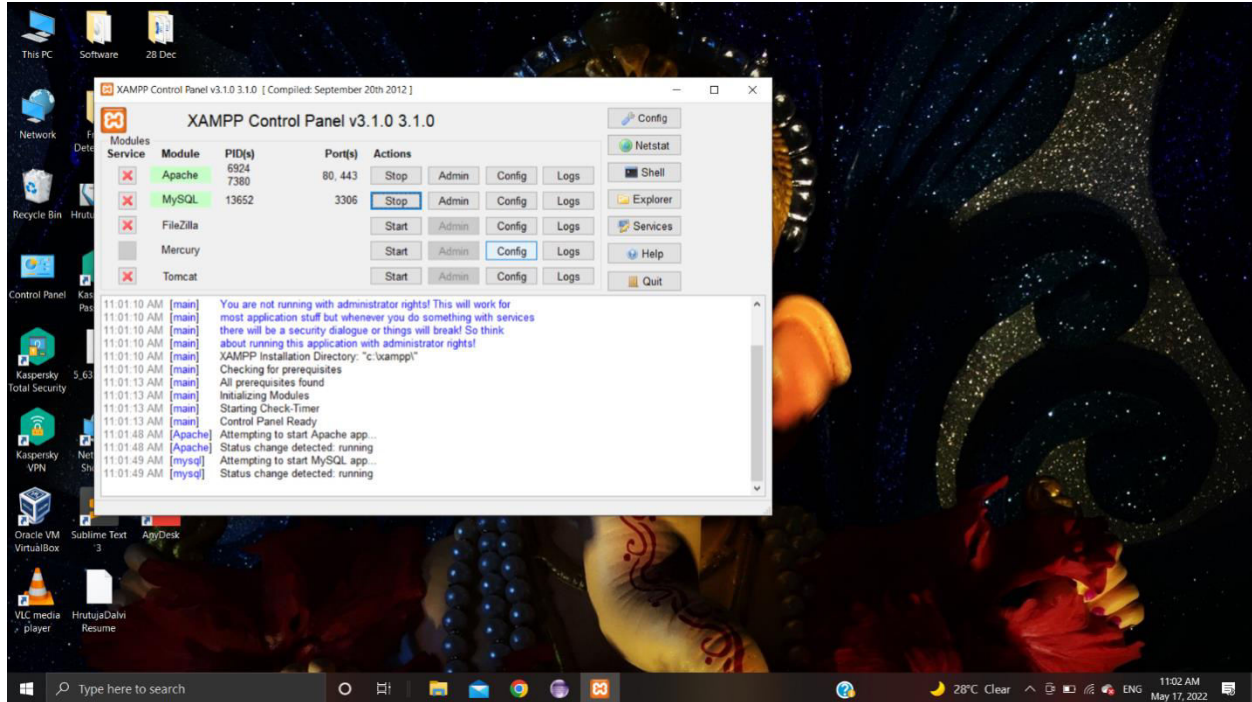 This PC
Software
28 Dec
Network
Recycle Bin
Control Panel
Kaspersky
Total Security
Kaspersky
VPN
Oracle VM
VirtualBox
Sublime Text
3
AnyDesk
VLC media
player
HrutujaDalvi
Resume
XAMPP Control Panel v3.1.0 3.1.0 [ Compiled: September 20th 2012 ]
XAMPP Control Panel v3.1.0 3.1.0
Modules
Service Module PID(s) Port(s) Actions
Apache 6924 7380 80, 443 Stop Admin Config Logs
MySQL 13652 3306 Stop Admin Config Logs
FileZilla Start Admin Config Logs
Mercury Start Admin Config Logs
Tomcat Start Admin Config Logs
Config
Netstat
Shell
Explorer
Services
Help
Quit
11:01:10 AM [main] You are not running with administrator rights! This will work for
11:01:10 AM [main] most application stuff but whenever you do something with services
11:01:10 AM [main] there will be a security dialogue or things will break! So think
11:01:10 AM [main] about running this application with administrator rights!
11:01:10 AM [main] XAMPP Installation Directory: "c:\xampp\"
11:01:10 AM [main] Checking for prerequisites
11:01:13 AM [main] All prerequisites found
11:01:13 AM [main] Initializing Modules
11:01:13 AM [main] Starting Check-Timer
11:01:13 AM [main] Control Panel Ready
11:01:48 AM [Apache] Attempting to start Apache app...
11:01:48 AM [Apache] Status change detected: running
11:01:49 AM [mysql] Attempting to start MySQL app...
11:01:49 AM [mysql] Status change detected: running
Type here to search
28°C Clear
ENG
11:02 AM
May 17, 2022